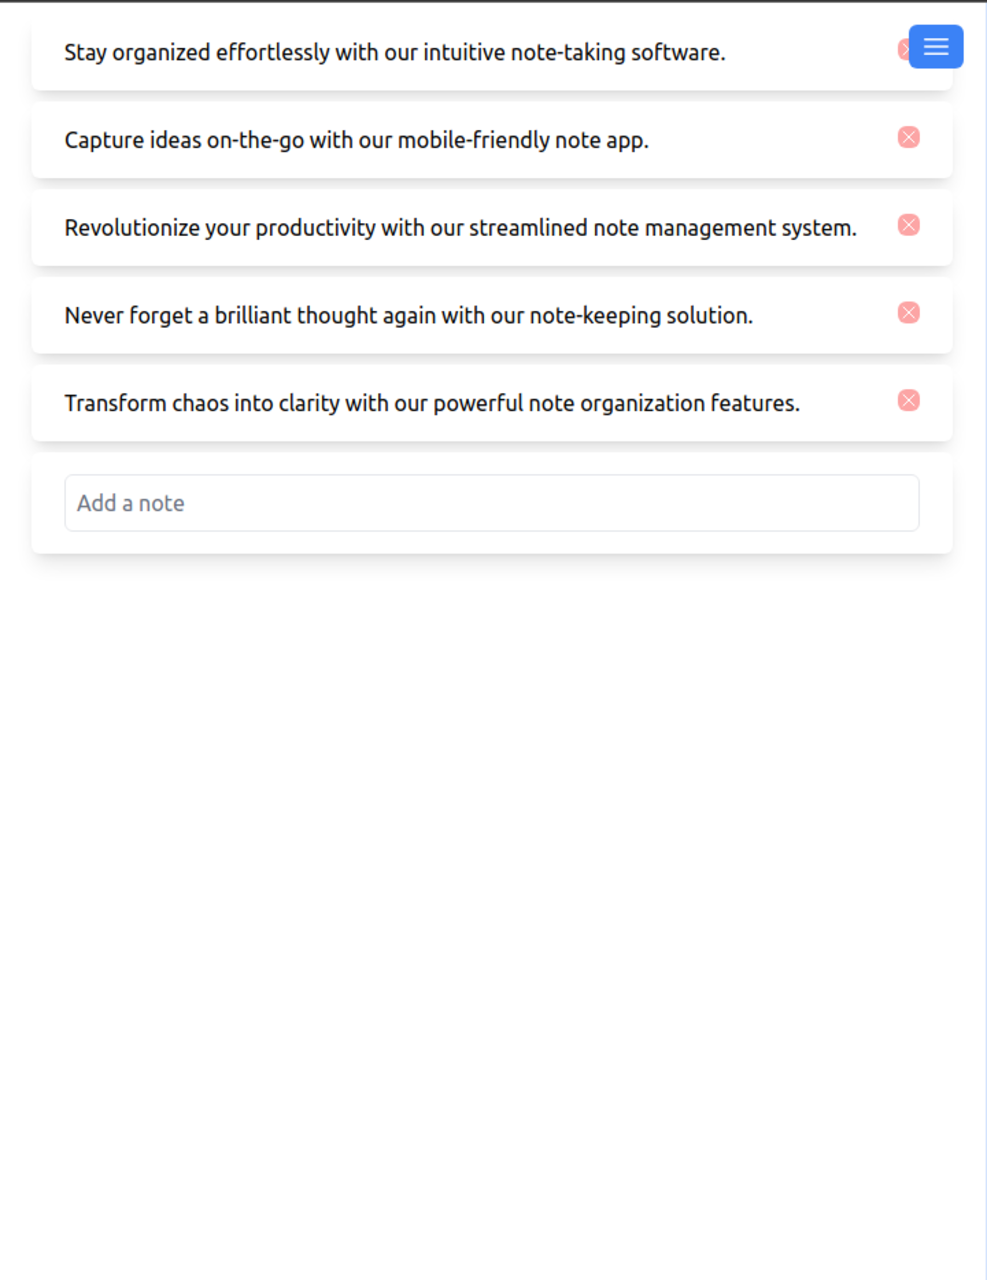 Stay organized effortlessly with our intuitive note-taking software.
Capture ideas on-the-go with our mobile-friendly note app.
Revolutionize your productivity with our streamlined note management system.
Never forget a brilliant thought again with our note-keeping solution.
Transform chaos into clarity with our powerful note organization features.
Add a note